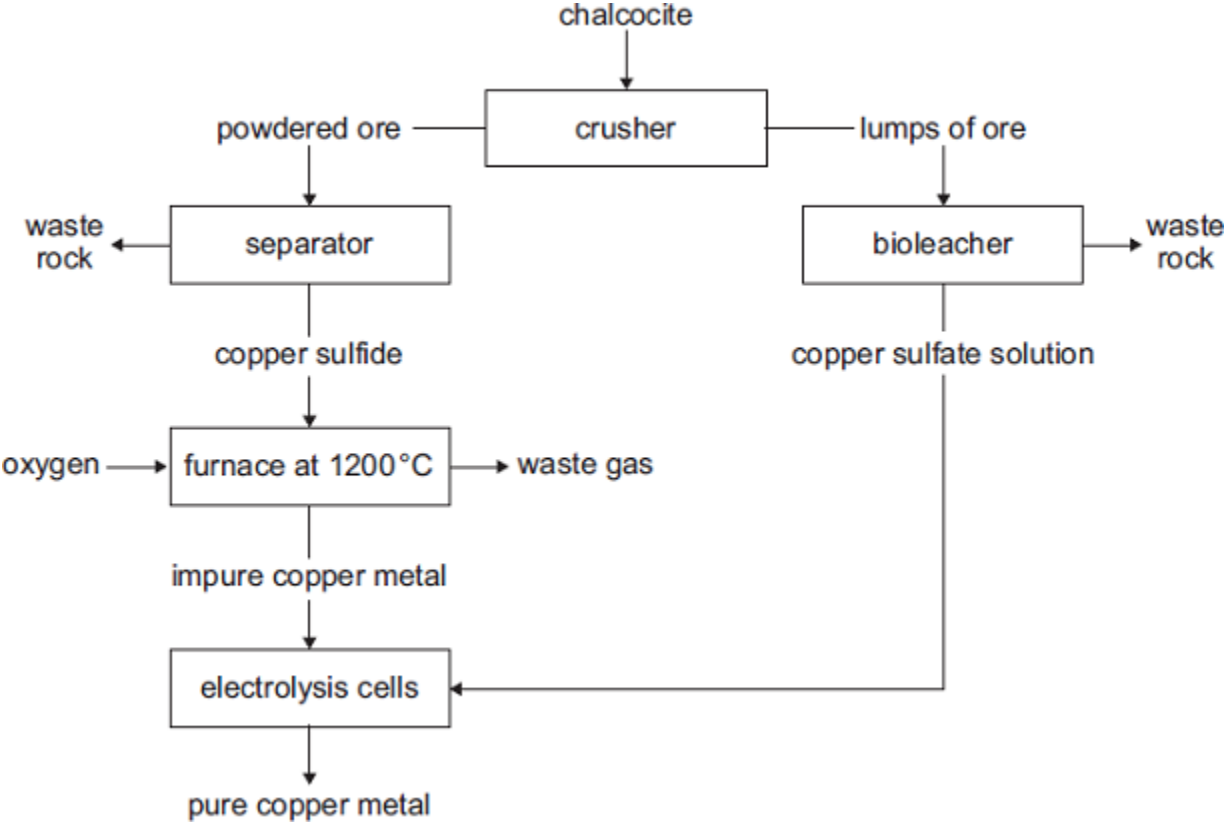 chalcocite
powdered ore
crusher
lumps of ore
waste
rock
separator
bioleacher
waste
rock
copper sulfide
copper sulfate solution
oxygen
furnace at 1200°C
waste gas
impure copper metal
electrolysis cells
pure copper metal